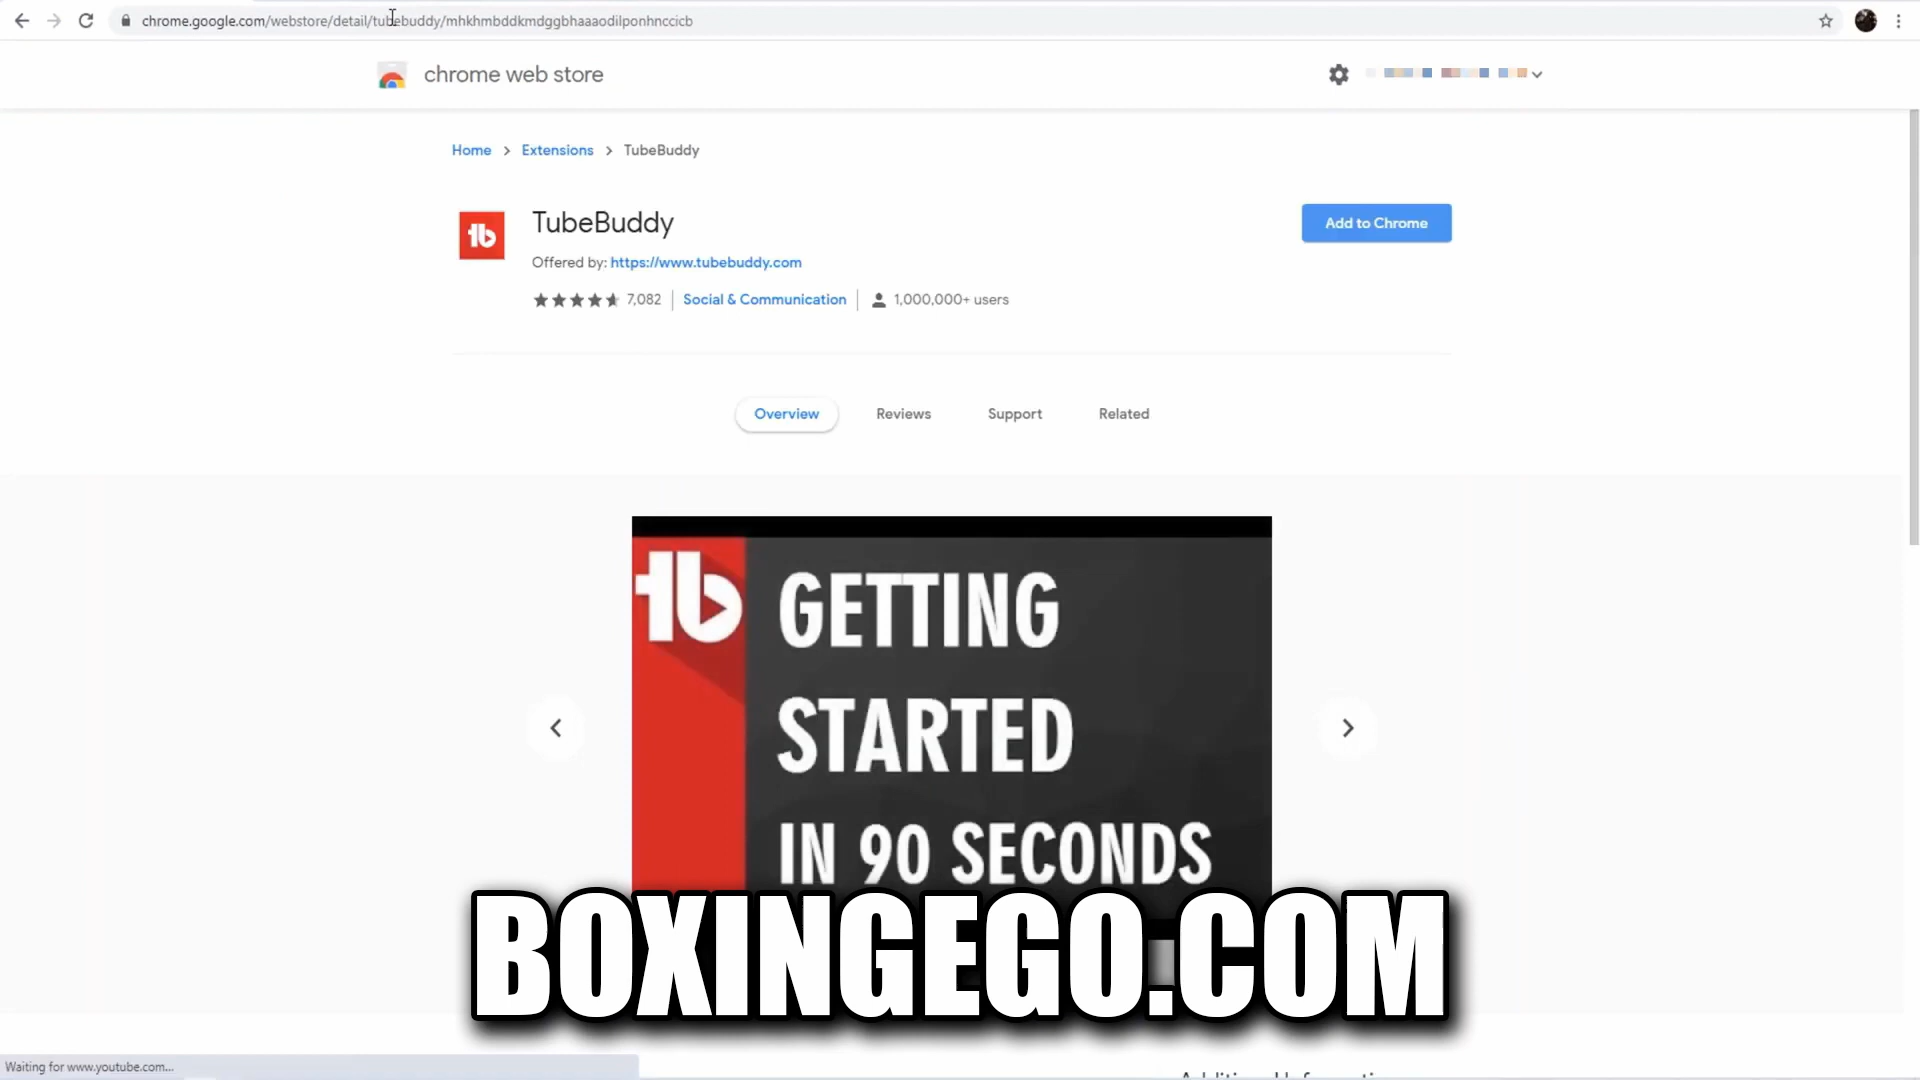 chrome.google.com/webstore/detail/tubebuddy/mhkhmbddkmdggbhaaaodilponhnccicb
chrome web store
Home > Extensions > TubeBuddy
tb
TubeBuddy
Add to Chrome
Offered by: https://www.tubebuddy.com
7,082 | Social & Communication | 1,000,000+ users
Overview Reviews Support Related
tb
GETTING
STARTED
IN 90 SECONDS
BOXINGEGO.COM
Waiting for www.youtube.com...